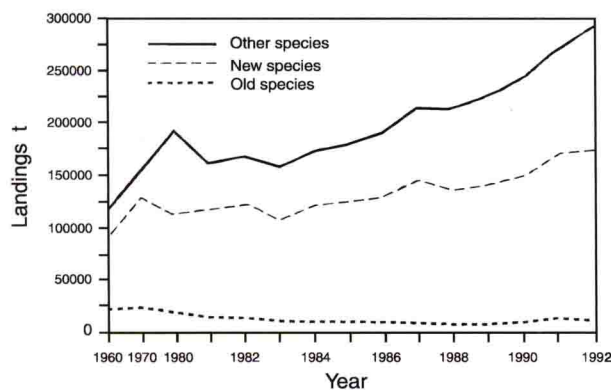 300000
250000
200000
150000
100000
50000
0
Landings t
Other species
New species
Old species
1960 1970 1980 1982 1984 1986 1988 1990 1992
Year